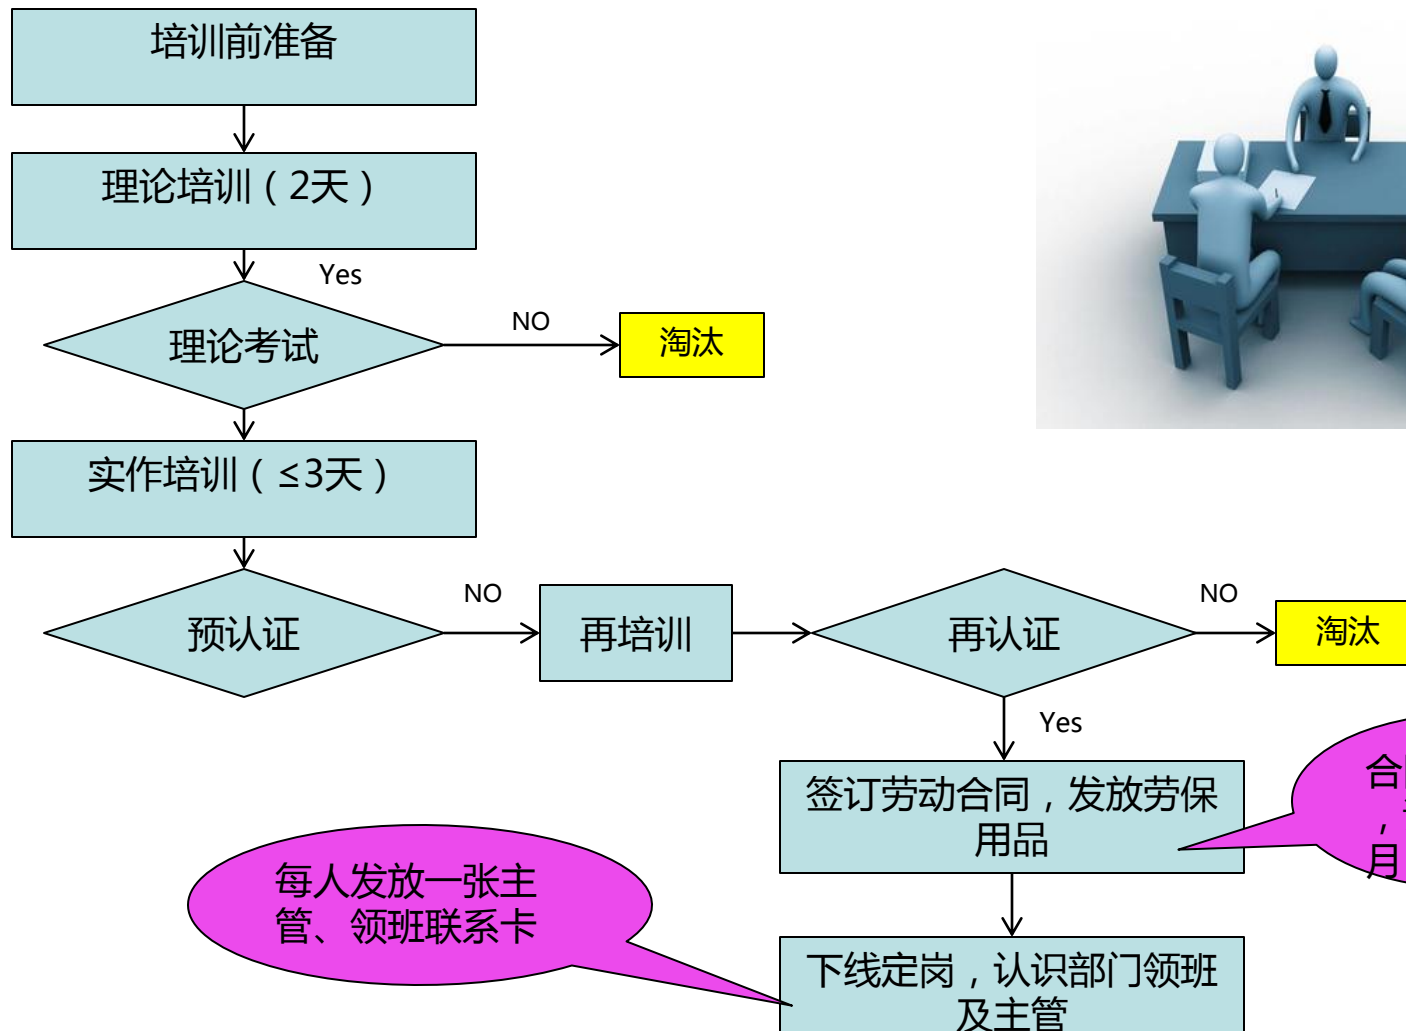 培训前准备
理论培训（2天）
Yes
理论考试
NO
淘汰
实作培训（≤3天）
预认证
NO
再培训
再认证
NO
淘汰
Yes
签订劳动合同，发放劳保
用品
合
，
月
每人发放一张主
管、领班联系卡
下线定岗，认识部门领班
及主管